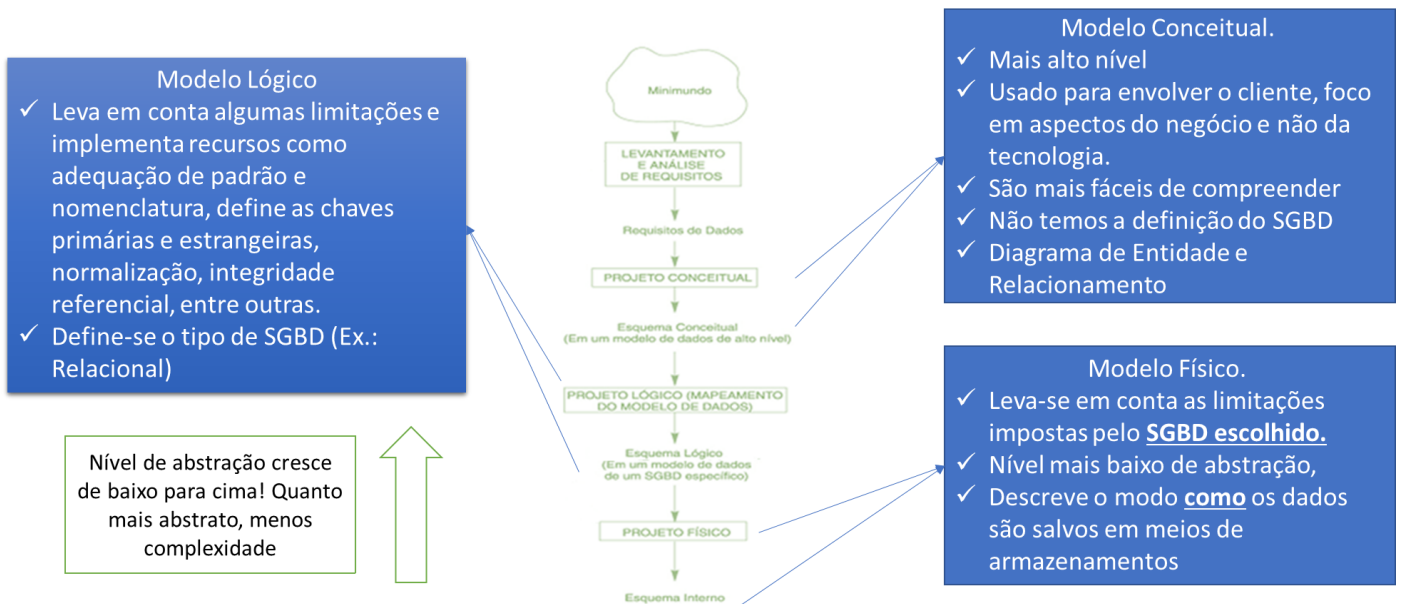 Modelo Lógico
✓ Leva em conta algumas limitações e
implementa recursos como
adequação de padrão e
nomenclatura, define as chaves
primárias e estrangeiras,
normalização, integridade
referencial, entre outras.
✓ Define-se o tipo de SGBD (Ex.:
Relacional)
Nível de abstração cresce
de baixo para cima! Quanto
mais abstrato, menos
complexidade
Minimundo
LEVANTAMENTO
E ANÁLISE
DE REQUISITOS
Requisitos de Dados
PROJETO CONCEITUAL
Esquema Conceitual
(Em um modelo de dados de alto nível)
PROJETO LÓGICO (MAPEAMENTO
DO MODELO DE DADOS)
Esquema Lógico
(Em um modelo de dados
de um SGBD específico)
PROJETO FÍSICO
Esquema Interno
Modelo Conceitual.
✓ Mais alto nível
✓ Usado para envolver o cliente, foco
em aspectos do negócio e não da
tecnologia.
✓ São mais fáceis de compreender
✓ Não temos a definição do SGBD
✓ Diagrama de Entidade e
Relacionamento
Modelo Físico.
✓ Leva-se em conta as limitações
impostas pelo SGBD escolhido.
✓ Nível mais baixo de abstração,
✓ Descreve o modo como os dados
são salvos em meios de
armazenamentos